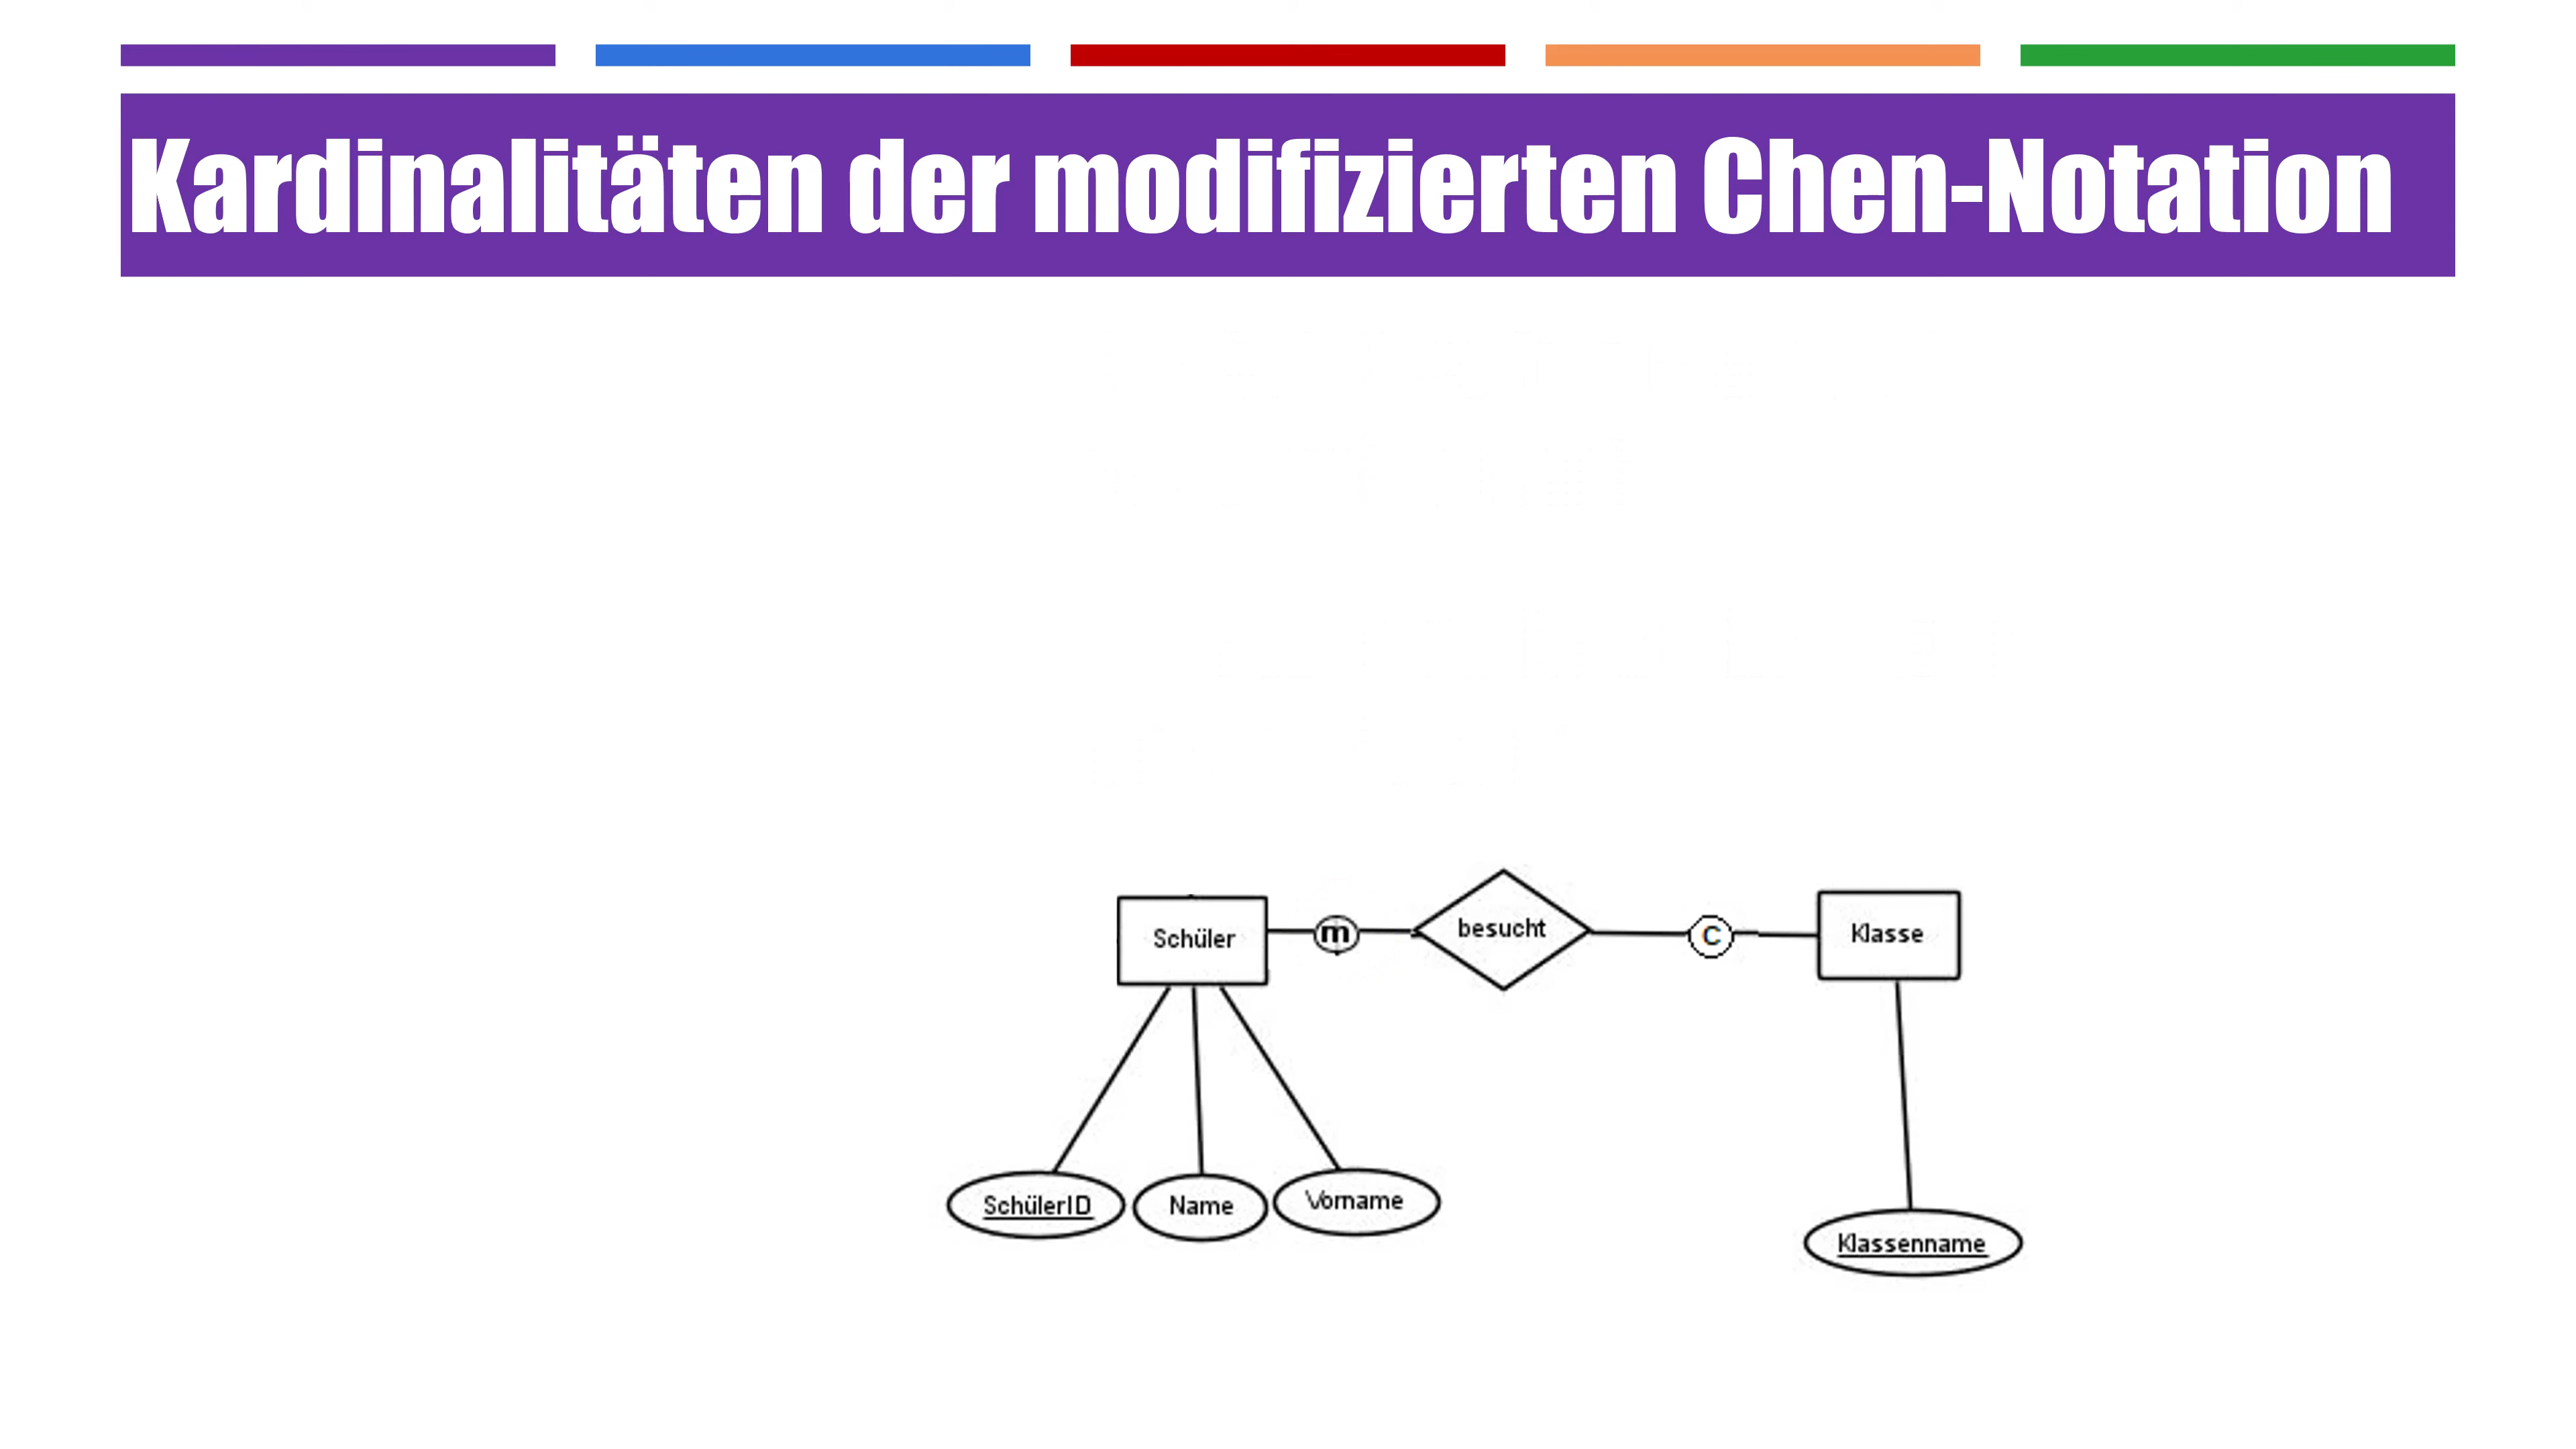 Kardinalitäten der modifizierten Chen-Notation
Schüler
m
besucht
C
Klasse
SchülerID
Name
Vorname
Klassenname